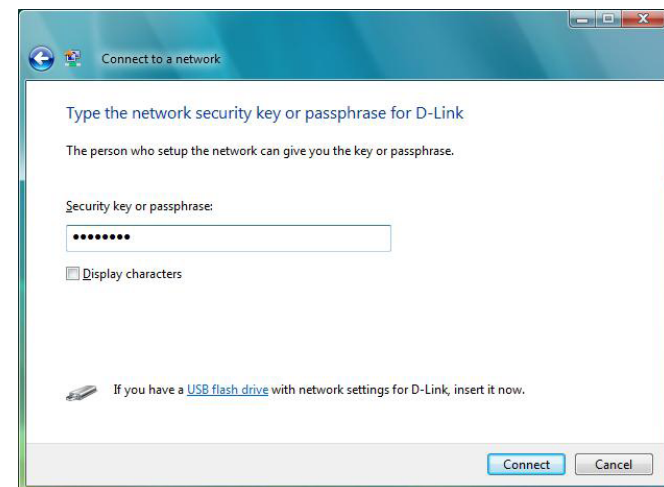 Connect to a network
Type the network security key or passphrase for D-Link
The person who setup the network can give you the key or passphrase.
Security key or passphrase:
••••••••
Display characters
If you have a USB flash drive with network settings for D-Link, insert it now.
Connect Cancel